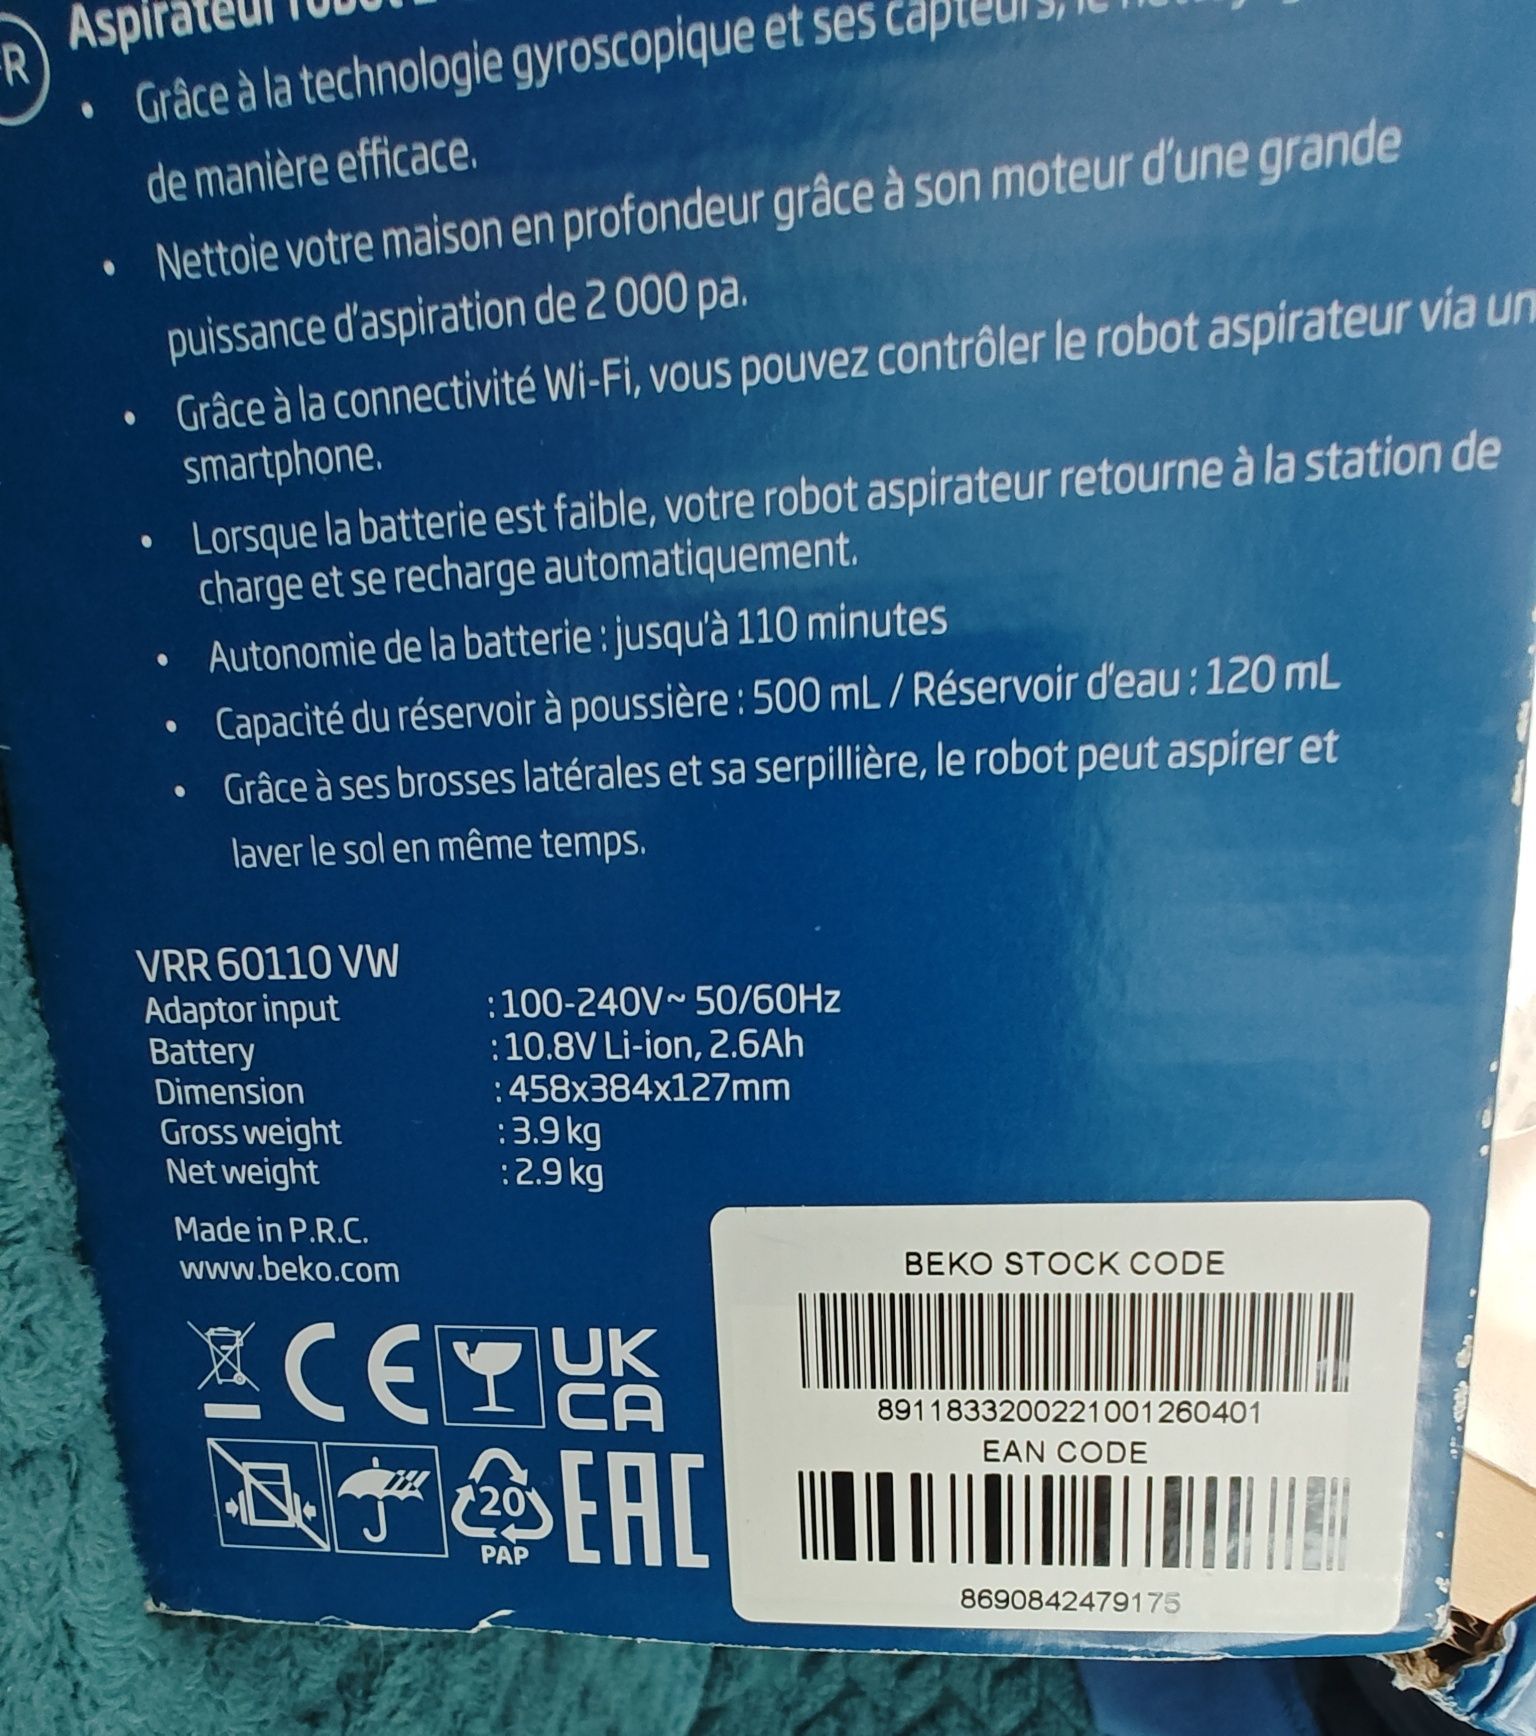 Aspirateur
• Grâce à la technologie gyroscopique et ses capteurs,
de manière efficace.
• Nettoie votre maison en profondeur grâce à son moteur d'une grande
puissance d'aspiration de 2 000 pa.
• Grâce à la connectivité Wi-Fi, vous pouvez contrôler le robot aspirateur via un
smartphone.
• Lorsque la batterie est faible, votre robot aspirateur retourne à la station de
charge et se recharge automatiquement.
• Autonomie de la batterie : jusqu'à 110 minutes
• Capacité du réservoir à poussière : 500 mL / Réservoir d'eau : 120 mL
• Grâce à ses brosses latérales et sa serpillière, le robot peut aspirer et
laver le sol en même temps.
VRR 60110 VW
Adaptor input : 100-240V~ 50/60Hz
Battery : 10.8V Li-ion, 2.6Ah
Dimension : 458x384x127mm
Gross weight : 3.9 kg
Net weight : 2.9 kg
Made in P.R.C.
www.beko.com
CE
UK
CA
20
PAP
EAC
BEKO STOCK CODE
8911833200221001260401
EAN CODE
8690842479175